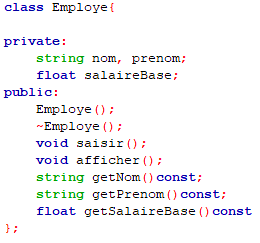 class Employe{
private:
string nom, prenom;
float salaireBase;
public:
Employe();
~Employe();
void saisir();
void afficher();
string getNom()const;
string getPrenom()const;
float getSalaireBase()const
};